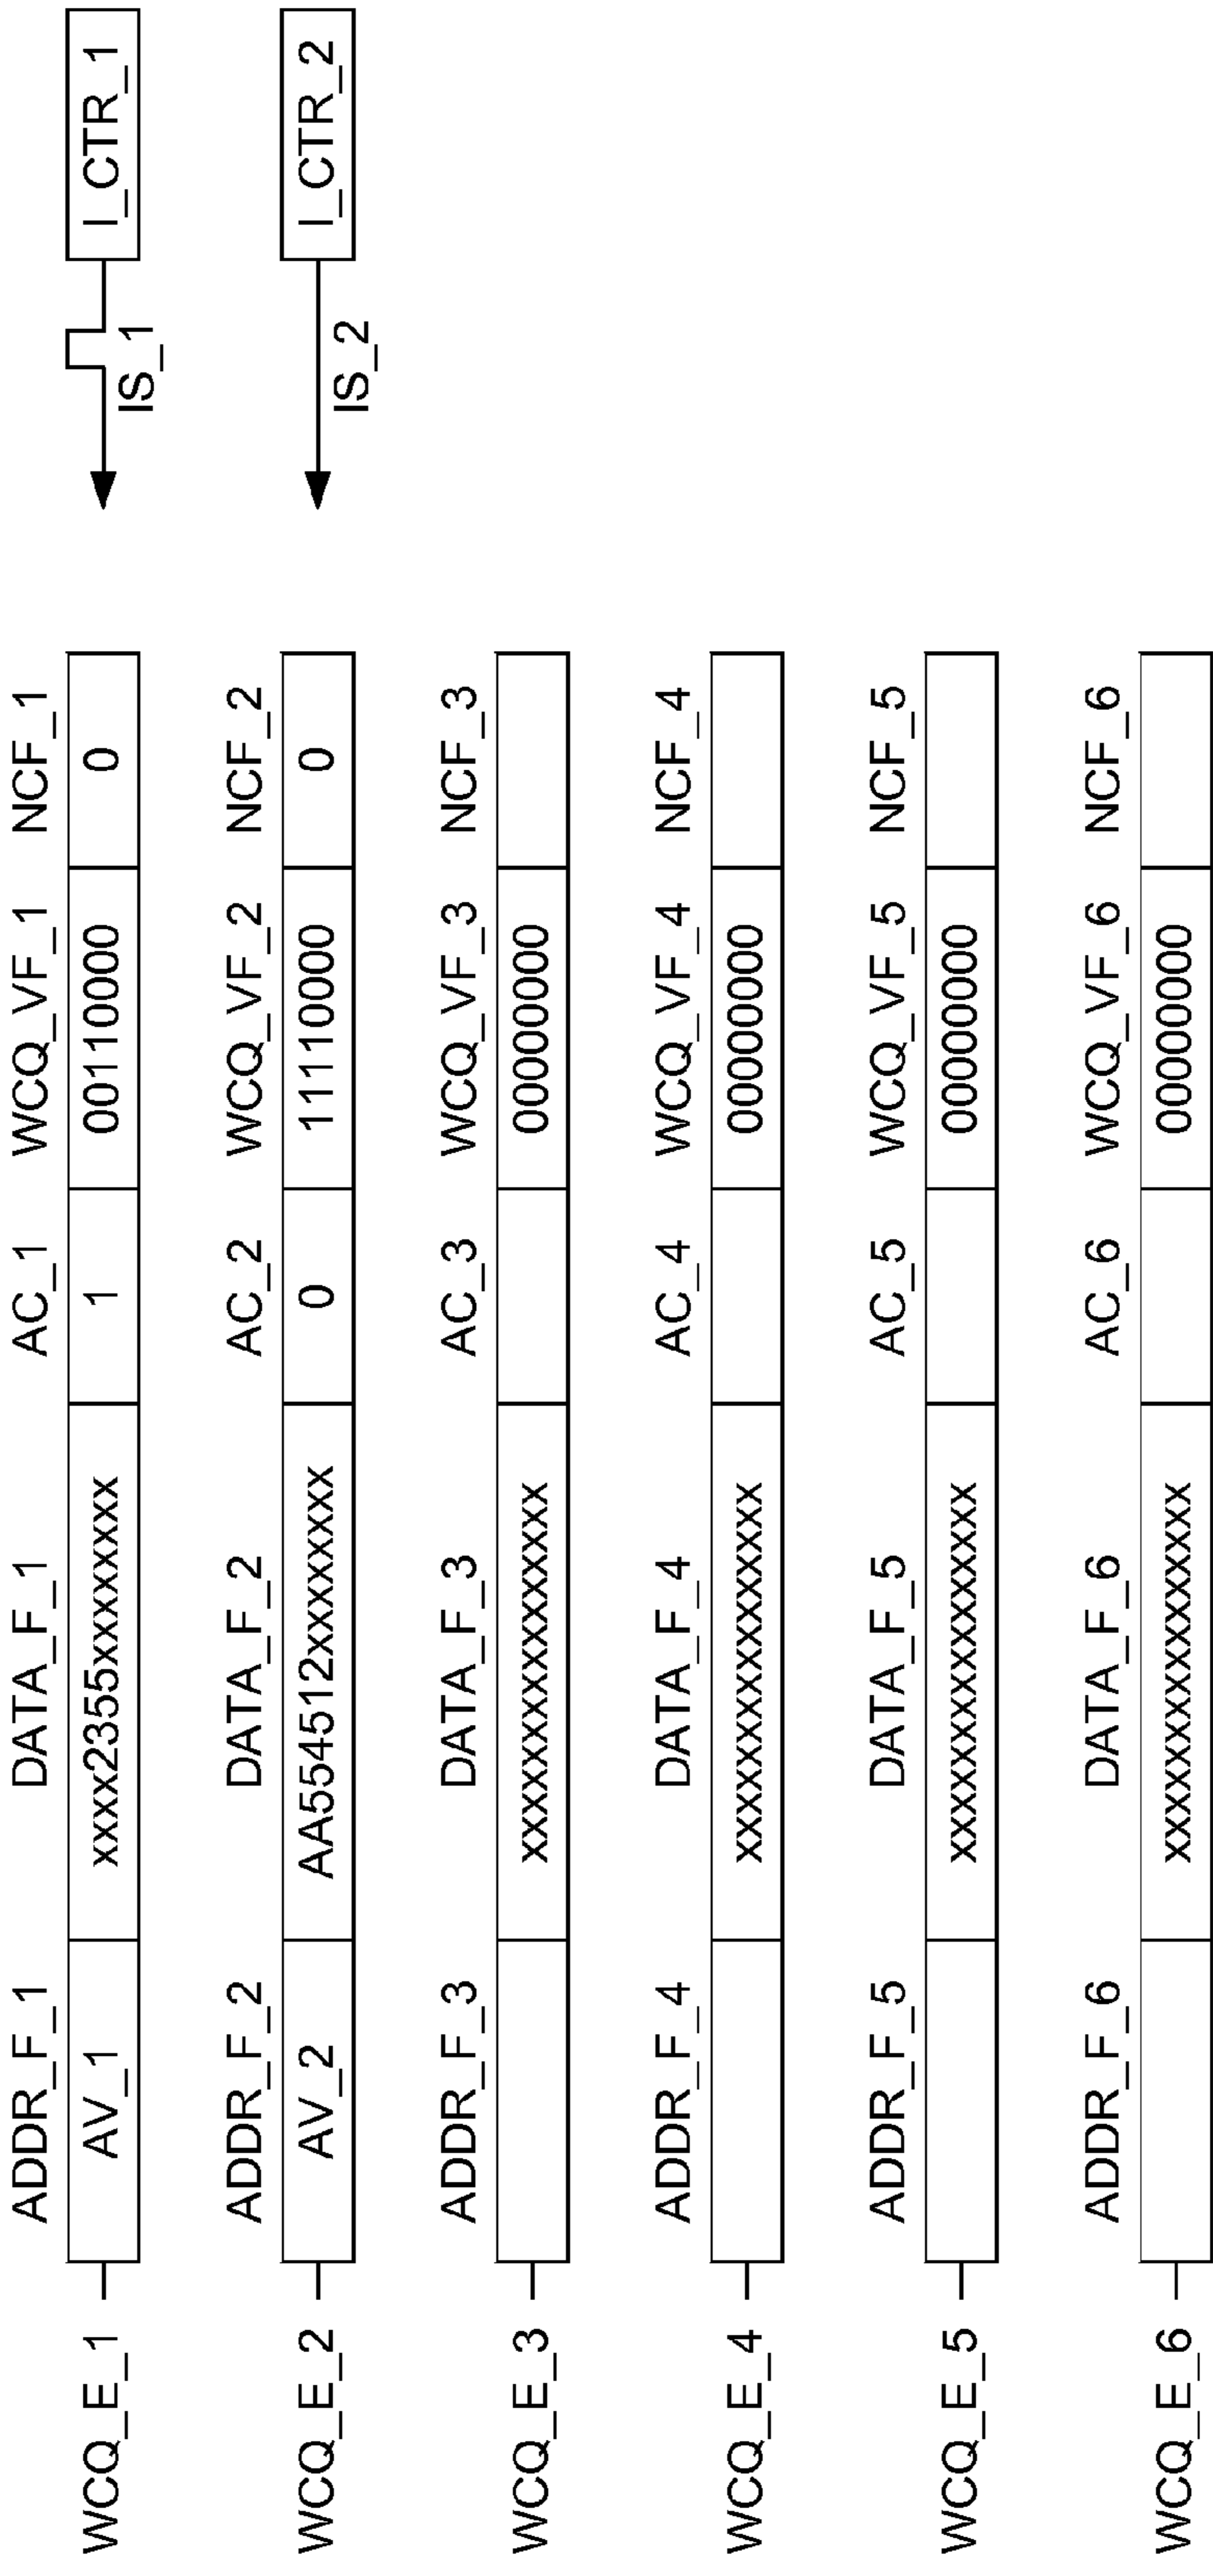 ADDR_F_1 DATA_F_1 AC_1 WCQ_VF_1 NCF_1
WCQ_E_1 AV_1 xxxx2355xxxxxxxx 1 00110000 0 I_CTR_1
IS_1
ADDR_F_2 DATA_F_2 AC_2 WCQ_VF_2 NCF_2
WCQ_E_2 AV_2 AA554512xxxxxxxx 0 11110000 0 I_CTR_2
IS_2
ADDR_F_3 DATA_F_3 AC_3 WCQ_VF_3 NCF_3
WCQ_E_3 xxxxxxxxxxxxxxxx 00000000
ADDR_F_4 DATA_F_4 AC_4 WCQ_VF_4 NCF_4
WCQ_E_4 xxxxxxxxxxxxxxxx 00000000
ADDR_F_5 DATA_F_5 AC_5 WCQ_VF_5 NCF_5
WCQ_E_5 xxxxxxxxxxxxxxxx 00000000
ADDR_F_6 DATA_F_6 AC_6 WCQ_VF_6 NCF_6
WCQ_E_6 xxxxxxxxxxxxxxxx 00000000